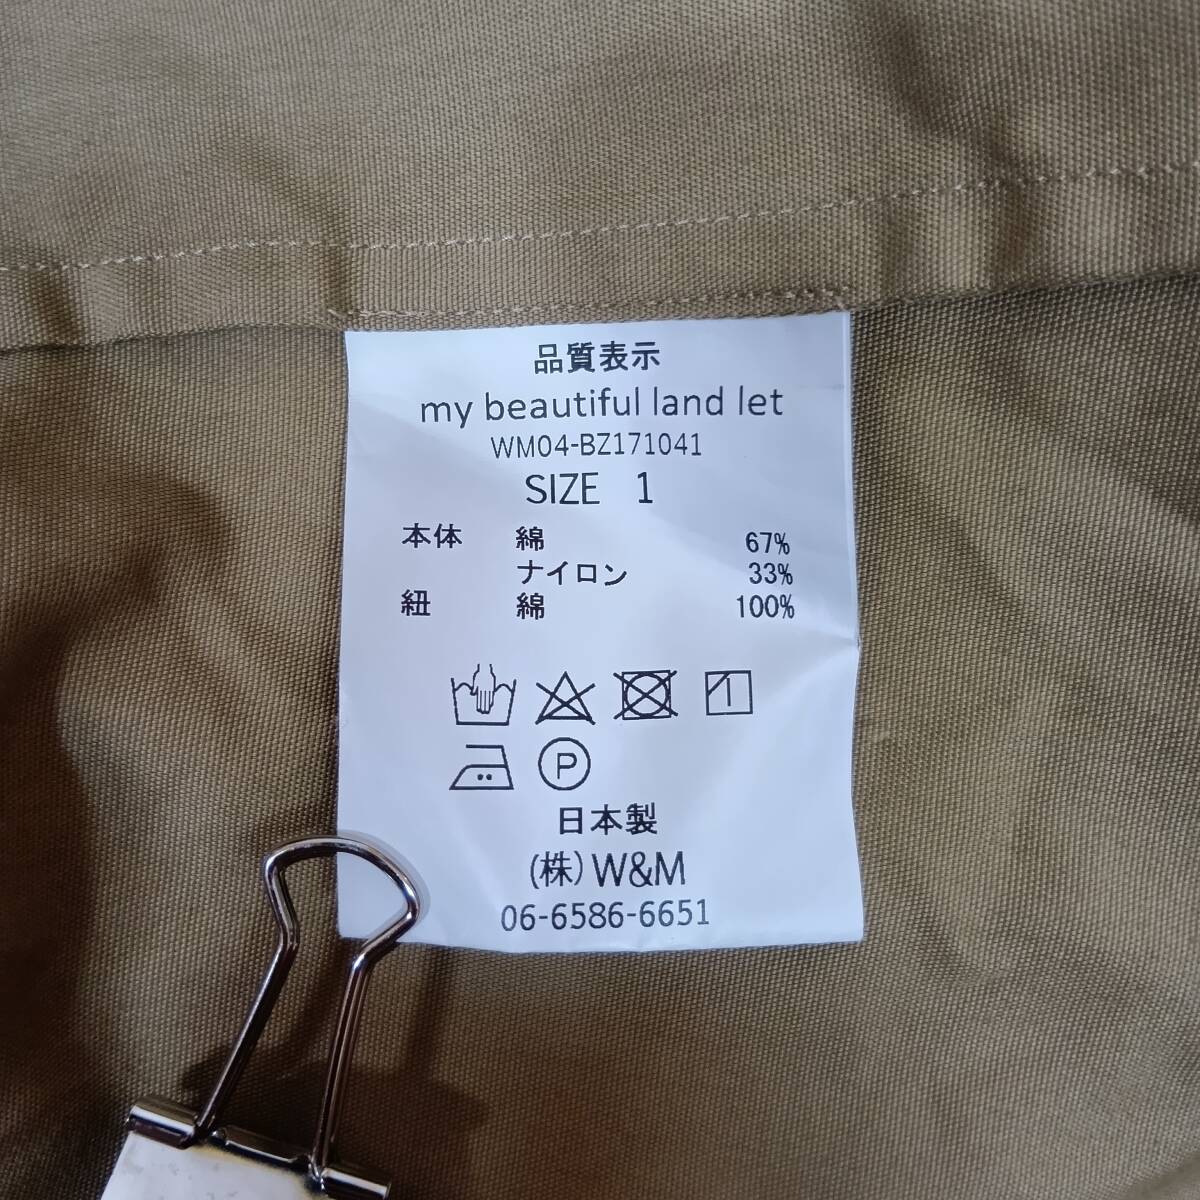 品質表示
my beautiful land let
WM04-BZ171041
SIZE 1
本体 綿 67%
ナイロン 33%
紐 綿 100%
1
P
日本製
(株)W&M
06-6586-6651